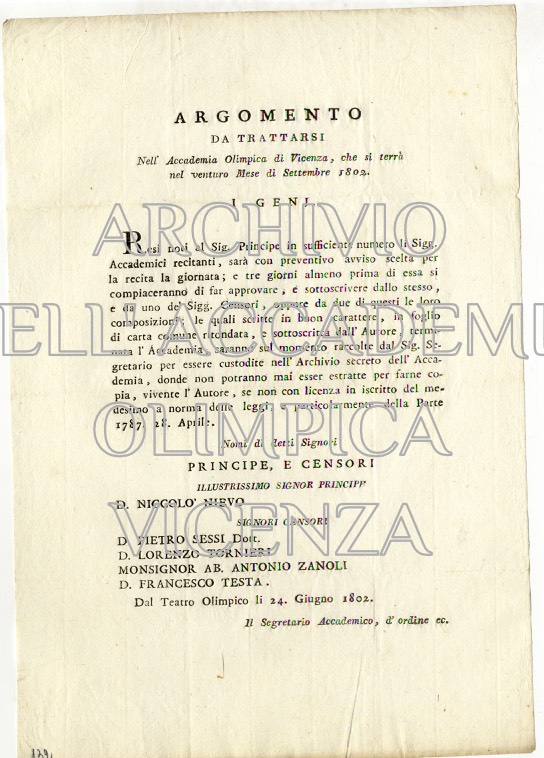 ARGOMENTO
DA TRATTARSI
Nell' Accademia Olimpica di Vicenza, che si terrà
nel venturo Mese di Settembre 1802.
I GENJ
Resi noti al Sig. Principe in sufficiente numero li Sigg.
Accademici recitanti, sarà con preventivo avviso scelta per
la recita la giornata; e tre giorni almeno prima di essa si
compiaceranno di far approvare, e sottoscrivere dallo stesso,
e da uno de' Sigg. Censori, oppure da due di questi le loro
composizioni, le quali scritte in buon carattere, in foglio
di carta comune ritondata, e sottoscritta dall' Autore, termi-
nata l' Accademia, saranno sul momento raccolte dal Sig. Se-
gretario per essere custodite nell' Archivio secreto dell' Acca-
demia, donde non potranno mai esser estratte per farne co-
pia, vivente l' Autore, se non con licenza in iscritto del me-
desimo a norma delle leggi, e particolarmente della Parte
1787. 28. Aprile.
Nomi di detti Signori
PRINCIPE, E CENSORI
ILLUSTRISSIMO SIGNOR PRINCIPE
D. NICCOLO' NIEVO
SIGNORI CENSORI
D. PIETRO SESSI Dott.
D. LORENZO TORNIERI
MONSIGNOR AB. ANTONIO ZANOLI
D. FRANCESCO TESTA.
Dal Teatro Olimpico li 24. Giugno 1802.
Il Segretario Accademico, d' ordine ec.
ARCHIVIO
ELL'ACCADEMI
OLIMPICA
VICENZA